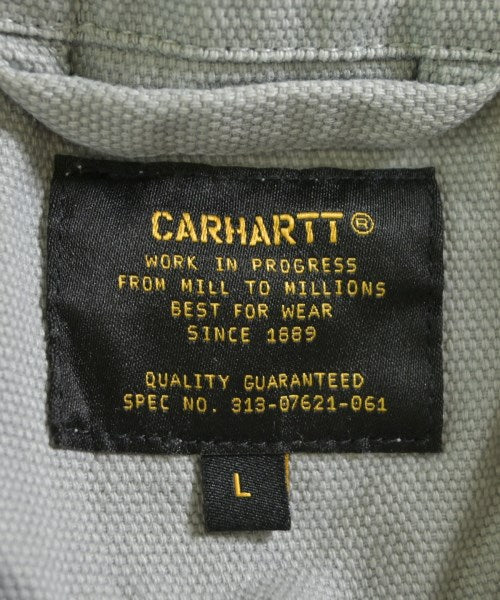 CARHARTT®
WORK IN PROGRESS
FROM MILL TO MILLIONS
BEST FOR WEAR
SINCE 1889
QUALITY GUARANTEED
SPEC NO. 313-07621-061
L